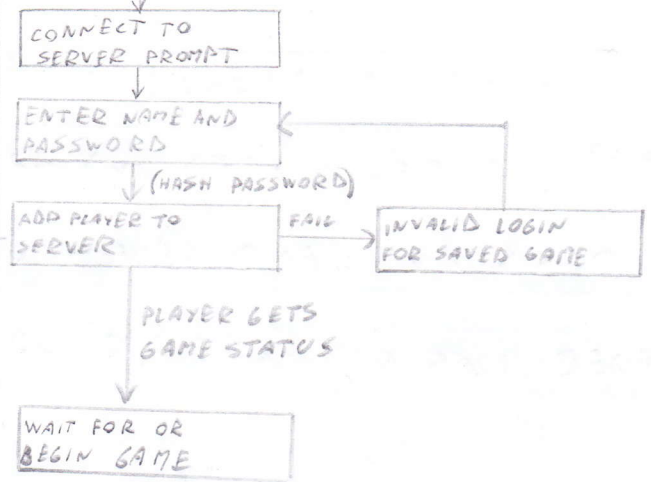 CONNECT TO
SERVER PROMPT
ENTER NAME AND
PASSWORD
(HASH PASSWORD)
ADD PLAYER TO
SERVER
FAIL
INVALID LOGIN
FOR SAVED GAME
PLAYER GETS
GAME STATUS
WAIT FOR OR
BEGIN GAME